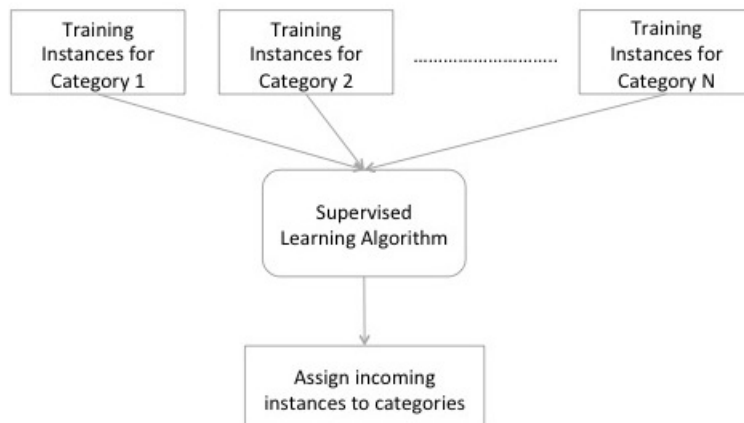 Training
Instances for
Category 1
Training
Instances for
Category 2
................................
Training
Instances for
Category N
Supervised
Learning Algorithm
Assign incoming
instances to categories